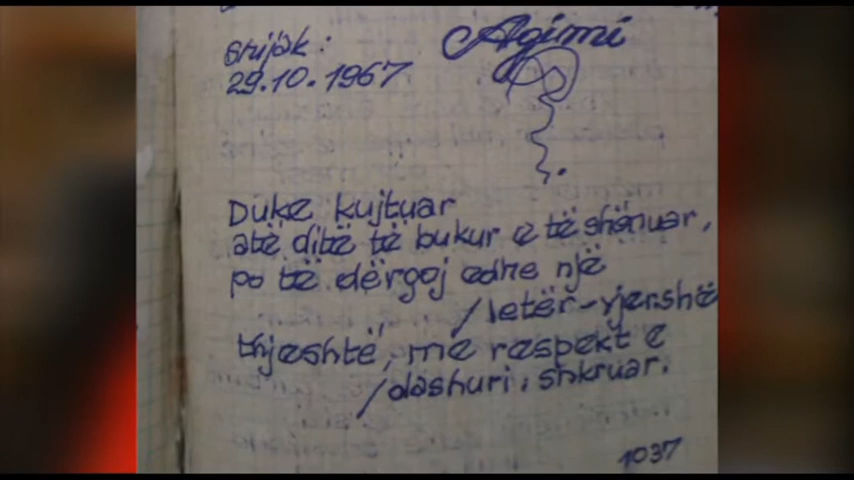 Shijak:
29.10.1967
Agimi
Duke kujtuar
atë ditë të bukur e të shënuar,
po të dërgoj edhe një
/letër-vjershë
thjeshtë, me respekt e
/dashuri, shkruar.
1037